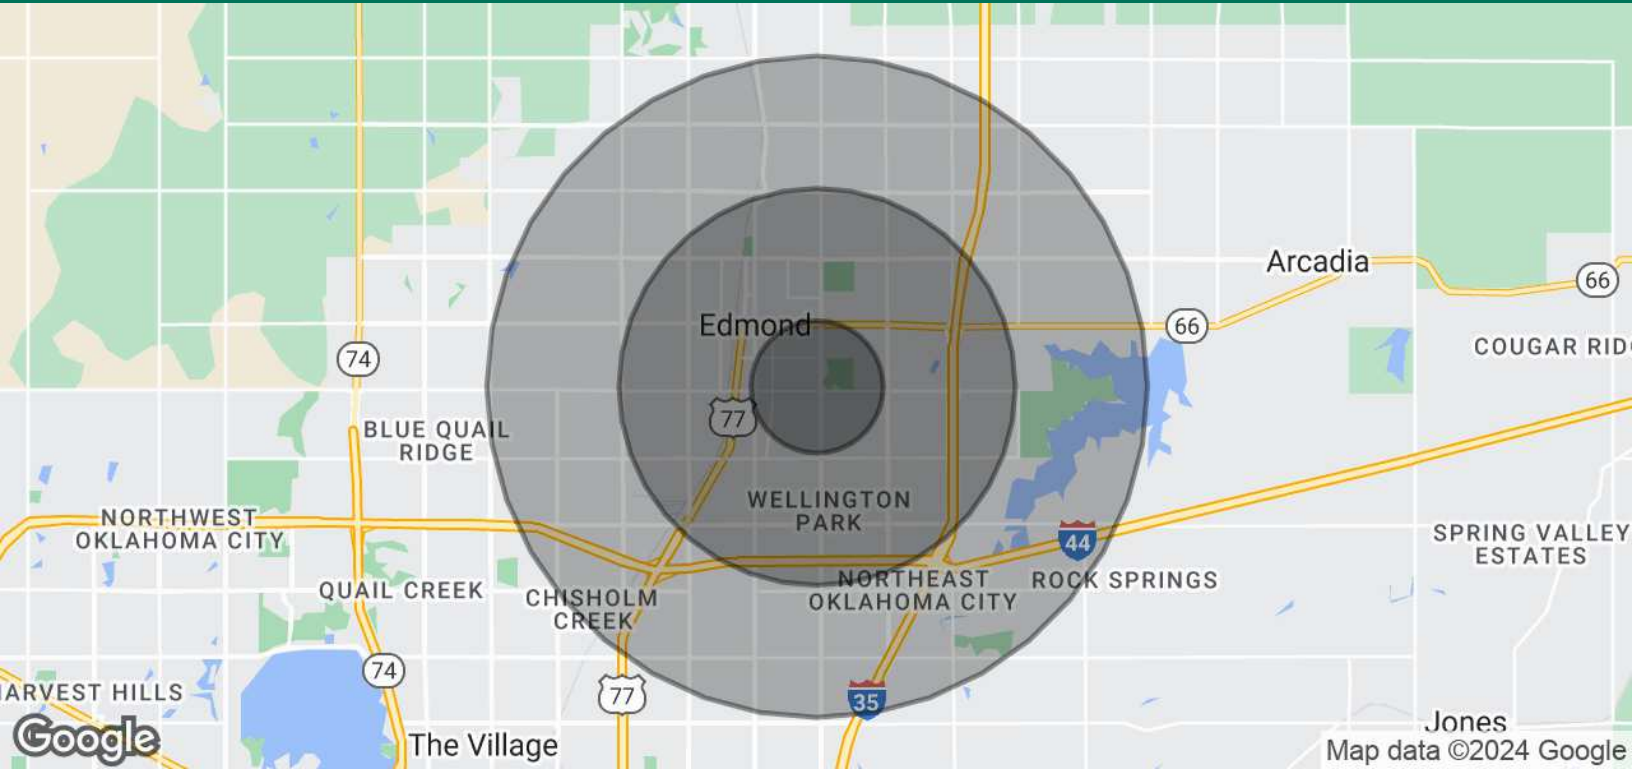 Arcadia
66
Edmond
66
COUGAR RID
74
77
BLUE QUAIL
RIDGE
WELLINGTON
PARK
NORTHWEST
OKLAHOMA CITY
44
SPRING VALLEY
ESTATES
QUAIL CREEK
CHISHOLM
CREEK
NORTHEAST
OKLAHOMA CITY
ROCK SPRINGS
74
ARVEST HILLS
77
35
Google
The Village
Jones
Map data ©2024 Google